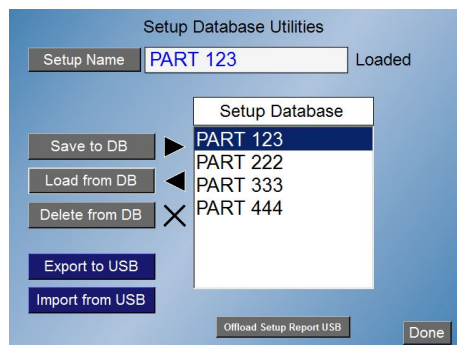 Setup Database Utilities
Setup Name PART 123 Loaded
Setup Database
Save to DB PART 123
PART 222
Load from DB PART 333
Delete from DB PART 444
Export to USB
Import from USB
Offload Setup Report USB
Done